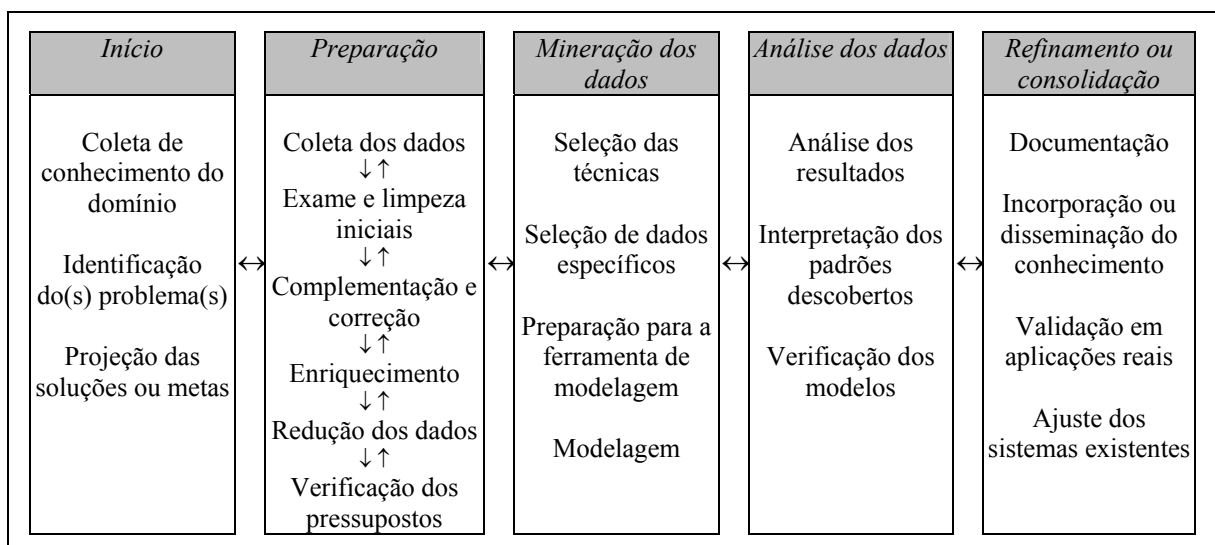 Início
Coleta de
conhecimento do
domínio
Identificação
do(s) problema(s)
Projeção das
soluções ou metas
↔
Preparação
Coleta dos dados
↓↑
Exame e limpeza
iniciais
↓↑
Complementação e
correção
↓↑
Enriquecimento
↓↑
Redução dos dados
↓↑
Verificação dos
pressupostos
↔
Mineração dos
dados
Seleção das
técnicas
Seleção de dados
específicos
Preparação para a
ferramenta de
modelagem
Modelagem
↔
Análise dos dados
Análise dos
resultados
Interpretação dos
padrões
descobertos
Verificação dos
modelos
↔
Refinamento ou
consolidação
Documentação
Incorporação ou
disseminação do
conhecimento
Validação em
aplicações reais
Ajuste dos
sistemas existentes